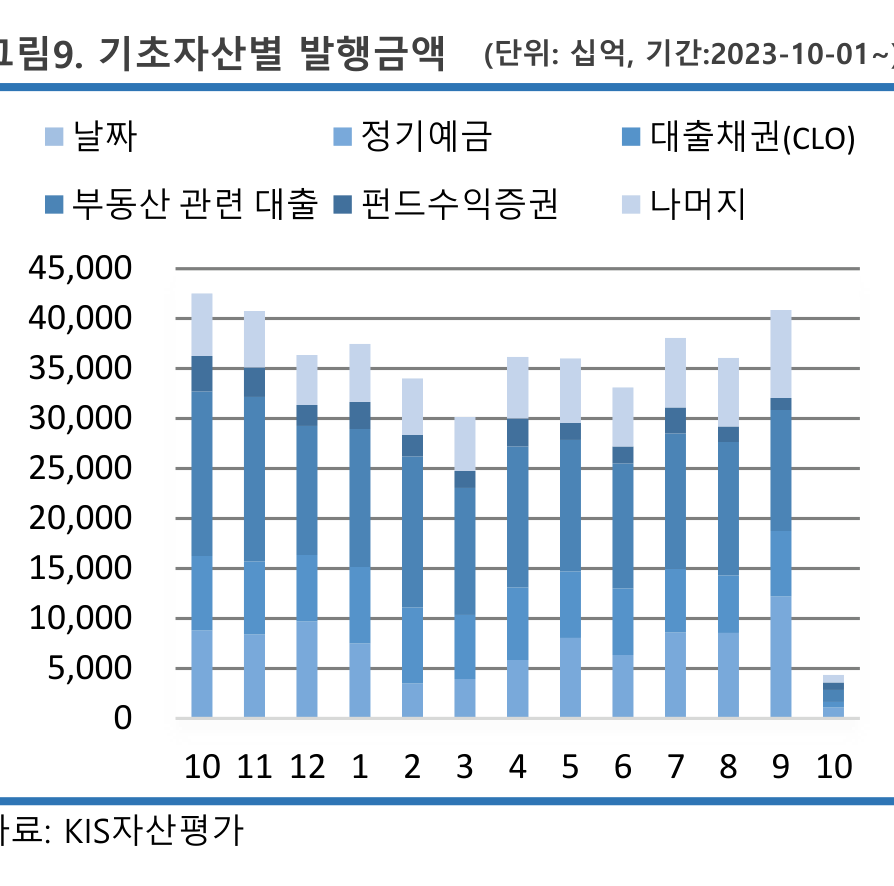 그림9. 기초자산별 발행금액 (단위: 십억, 기간:2023-10-01~)
날짜 정기예금 대출채권(CLO)
부동산 관련 대출 펀드수익증권 나머지
45,000
40,000
35,000
30,000
25,000
20,000
15,000
10,000
5,000
0
10 11 12 1 2 3 4 5 6 7 8 9 10
자료: KIS자산평가